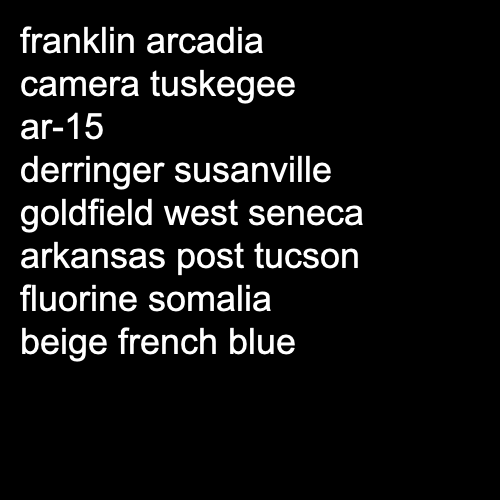 franklin arcadia
camera tuskegee
ar-15
derringer susanville
goldfield west seneca
arkansas post tucson
fluorine somalia
beige french blue